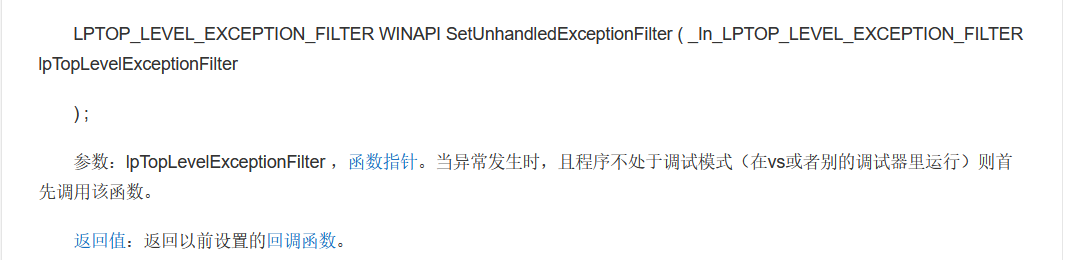 LPTOP_LEVEL_EXCEPTION_FILTER WINAPI SetUnhandledExceptionFilter ( _In_LPTOP_LEVEL_EXCEPTION_FILTER
lpTopLevelExceptionFilter
) ;
参数：lpTopLevelExceptionFilter ，函数指针。当异常发生时，且程序不处于调试模式（在vs或者别的调试器里运行）则首
先调用该函数。
返回值：返回以前设置的回调函数。